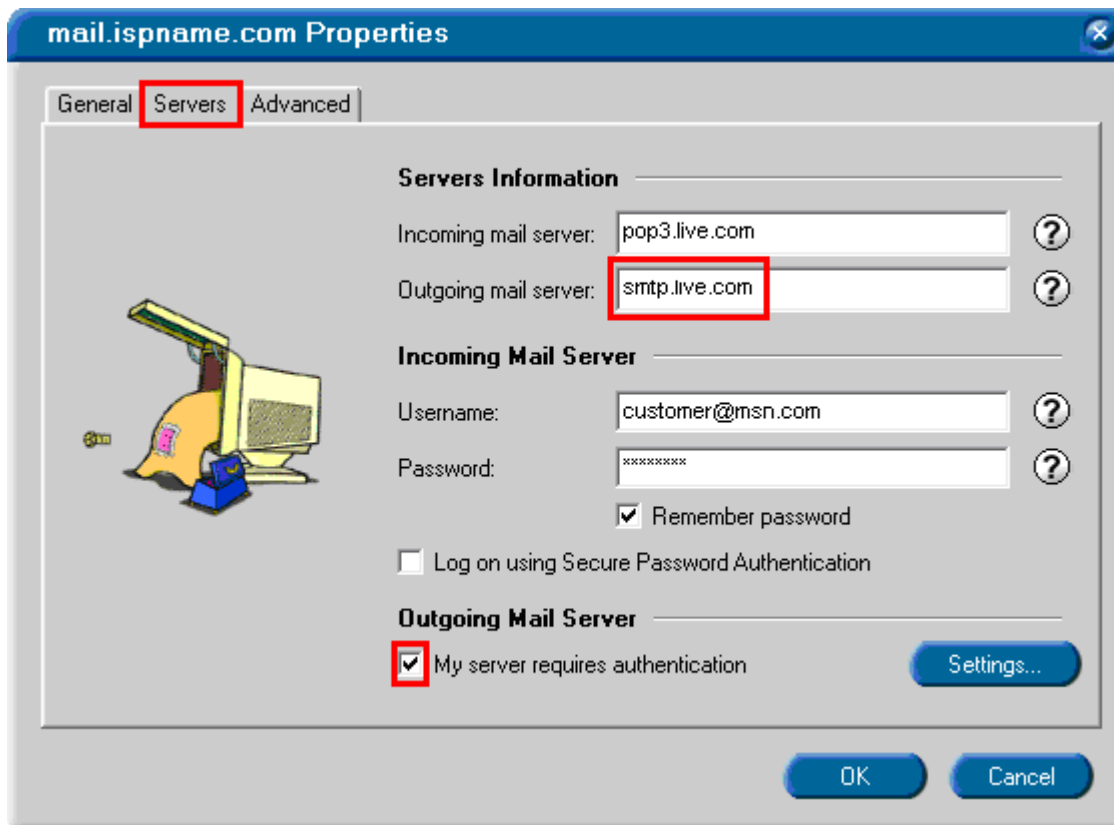 mail.ispname.com Properties
General Servers Advanced
Servers Information
Incoming mail server: pop3.live.com ?
Outgoing mail server: smtp.live.com ?
Incoming Mail Server
Username: customer@msn.com ?
Password: ******** ?
Remember password
Log on using Secure Password Authentication
Outgoing Mail Server
My server requires authentication Settings...
OK Cancel